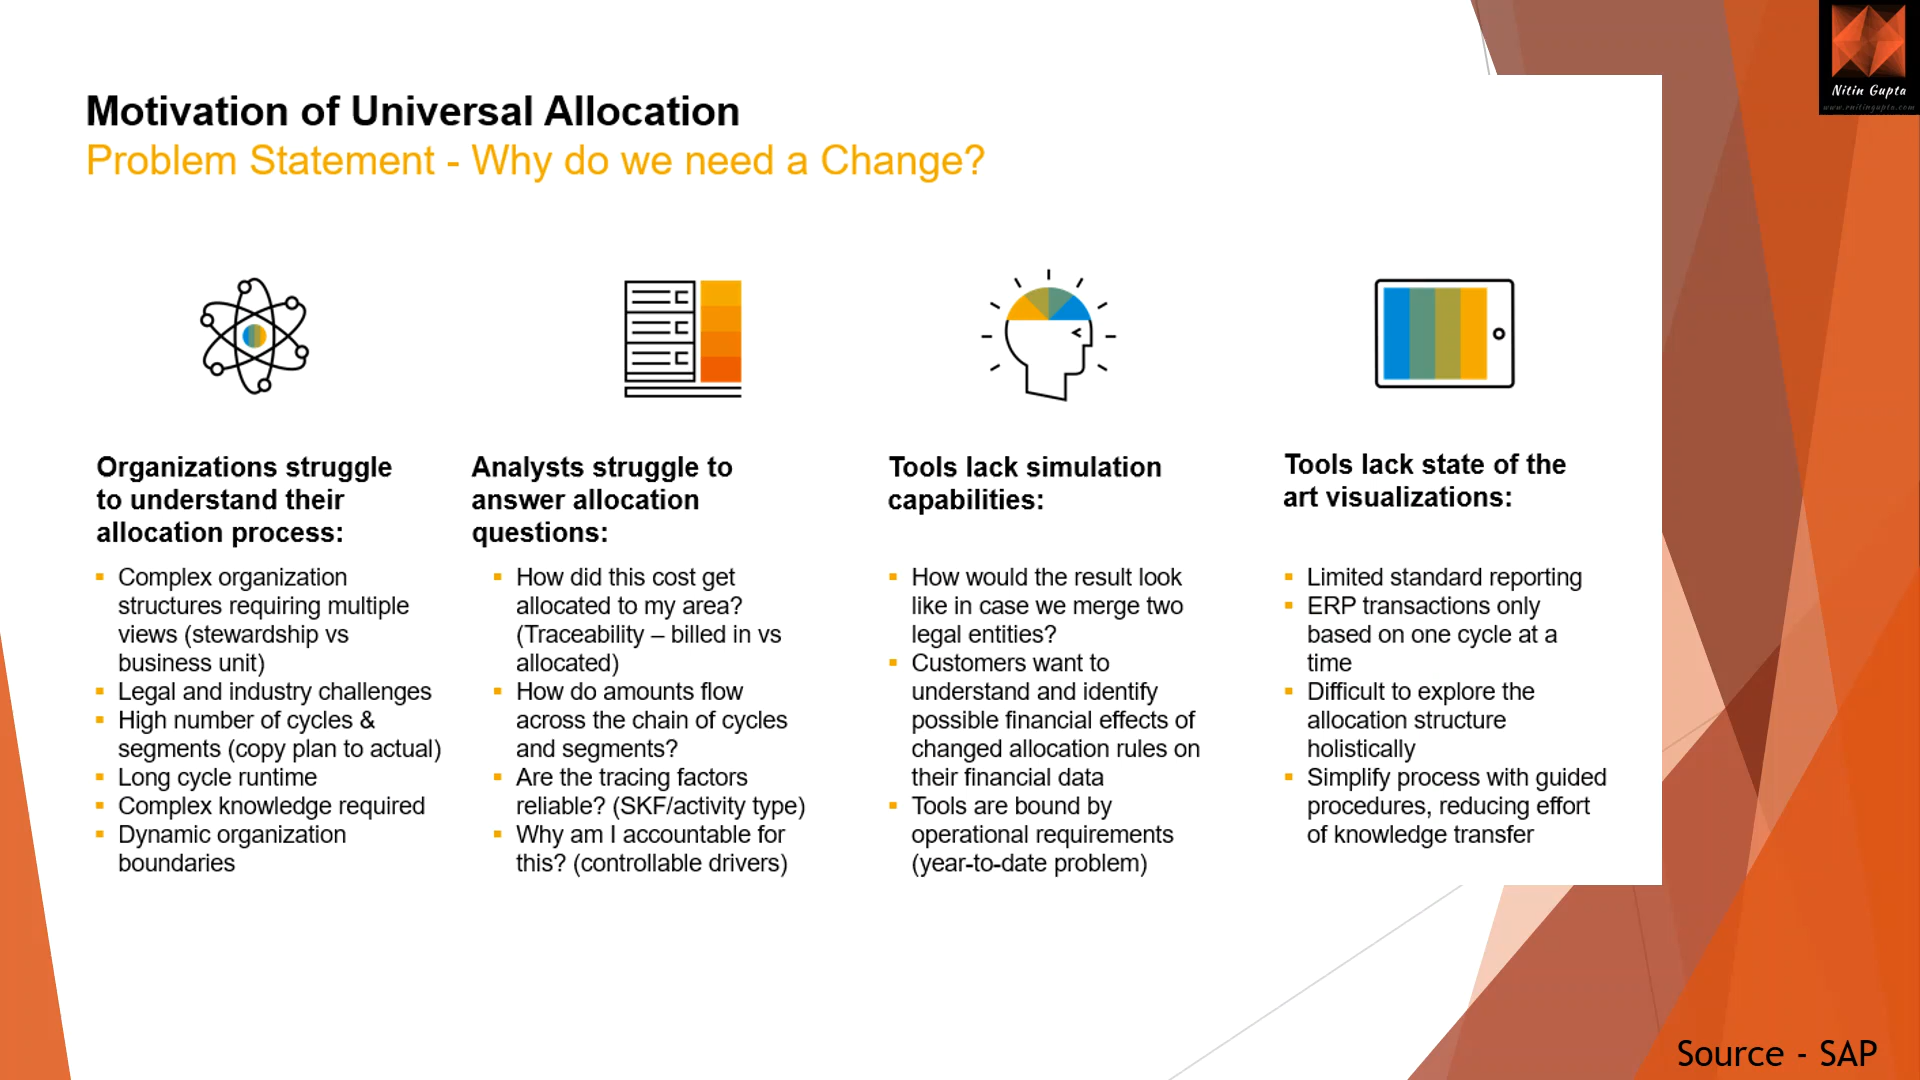 Nitin Gupta
www.rnitingupta.com
Motivation of Universal Allocation
Problem Statement - Why do we need a Change?
Organizations struggle
to understand their
allocation process:
▪ Complex organization
structures requiring multiple
views (stewardship vs
business unit)
▪ Legal and industry challenges
▪ High number of cycles &
segments (copy plan to actual)
▪ Long cycle runtime
▪ Complex knowledge required
▪ Dynamic organization
boundaries
Analysts struggle to
answer allocation
questions:
▪ How did this cost get
allocated to my area?
(Traceability – billed in vs
allocated)
▪ How do amounts flow
across the chain of cycles
and segments?
▪ Are the tracing factors
reliable? (SKF/activity type)
▪ Why am I accountable for
this? (controllable drivers)
Tools lack simulation
capabilities:
▪ How would the result look
like in case we merge two
legal entities?
▪ Customers want to
understand and identify
possible financial effects of
changed allocation rules on
their financial data
▪ Tools are bound by
operational requirements
(year-to-date problem)
Tools lack state of the
art visualizations:
▪ Limited standard reporting
▪ ERP transactions only
based on one cycle at a
time
▪ Difficult to explore the
allocation structure
holistically
▪ Simplify process with guided
procedures, reducing effort
of knowledge transfer
Source - SAP